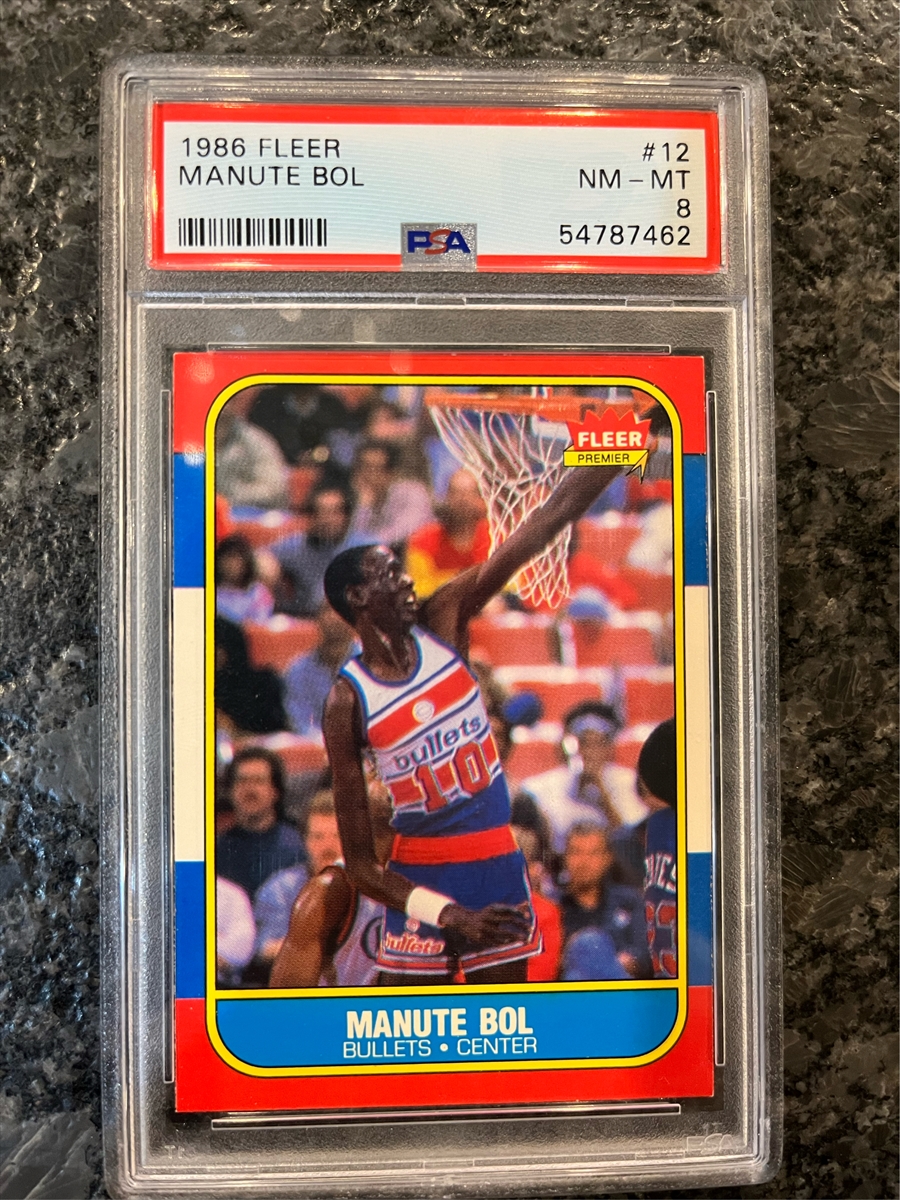 1986 FLEER #12
MANUTE BOL NM-MT
8
54787462
PSA
FLEER
PREMIER
bullets
10
bullets
MANUTE BOL
BULLETS • CENTER